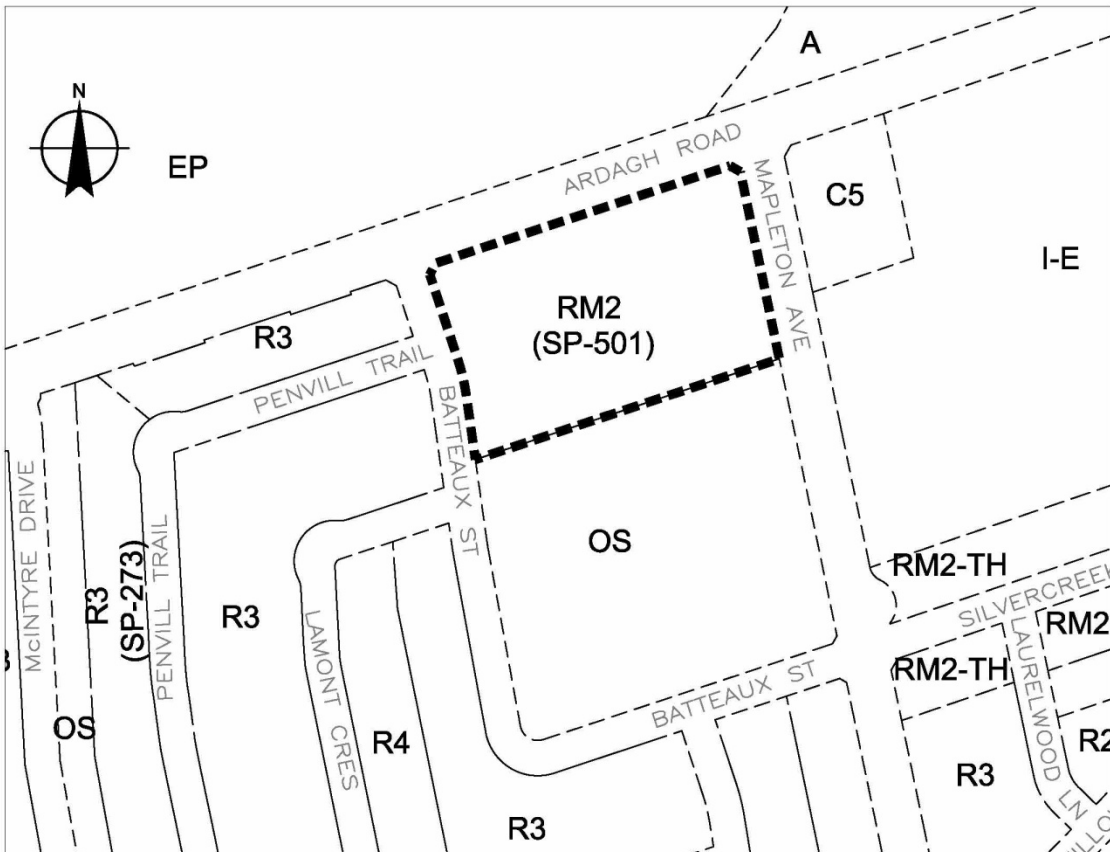 A
N
EP
ARDAGH ROAD
MAPLETON AVE
C5
I-E
RM2
(SP-501)
R3
PENVILL TRAIL
BATTEAUX ST
McINTYRE DRIVE
R3
(SP-273)
PENVILL TRAIL
R3
LAMONT CRES
OS
RM2-TH
SILVERCREEK
RM2
LAURELWOOD LN
RM2-TH
BATTEAUX ST
OS
R4
R3
R3
R2